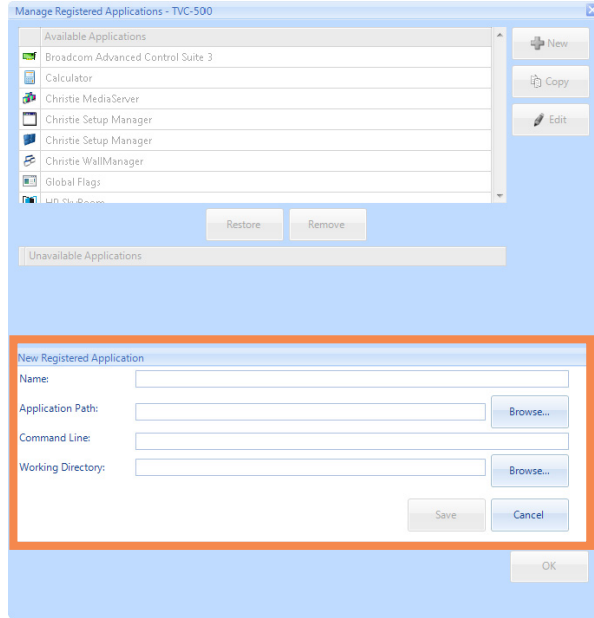 Manage Registered Applications - TVC-500
Available Applications
New
Broadcom Advanced Control Suite 3
Calculator
Copy
Christie MediaServer
Christie Setup Manager
Edit
Christie Setup Manager
Christie WallManager
Global Flags
HP SkyRoom
Restore Remove
Unavailable Applications
New Registered Application
Name:
Application Path:
Browse...
Command Line:
Working Directory:
Browse...
Save Cancel
OK